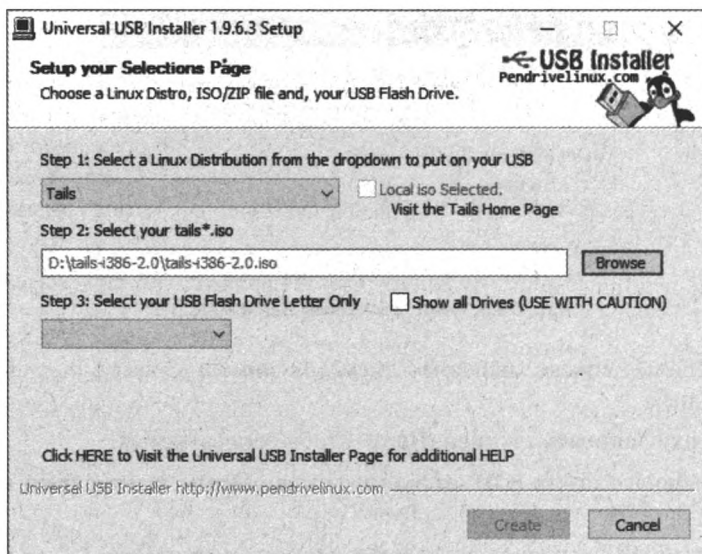 Universal USB Installer 1.9.6.3 Setup
Setup your Selections Page
Choose a Linux Distro, ISO/ZIP file and, your USB Flash Drive.
USB Installer
Pendrivelinux.com
Step 1: Select a Linux Distribution from the dropdown to put on your USB
Tails
Local iso Selected.
Visit the Tails Home Page
Step 2: Select your tails*.iso
D:\tails-i386-2.0\tails-i386-2.0.iso
Browse
Step 3: Select your USB Flash Drive Letter Only
Show all Drives (USE WITH CAUTION)
Click HERE to Visit the Universal USB Installer Page for additional HELP
Universal USB Installer http://www.pendrivelinux.com
Create
Cancel